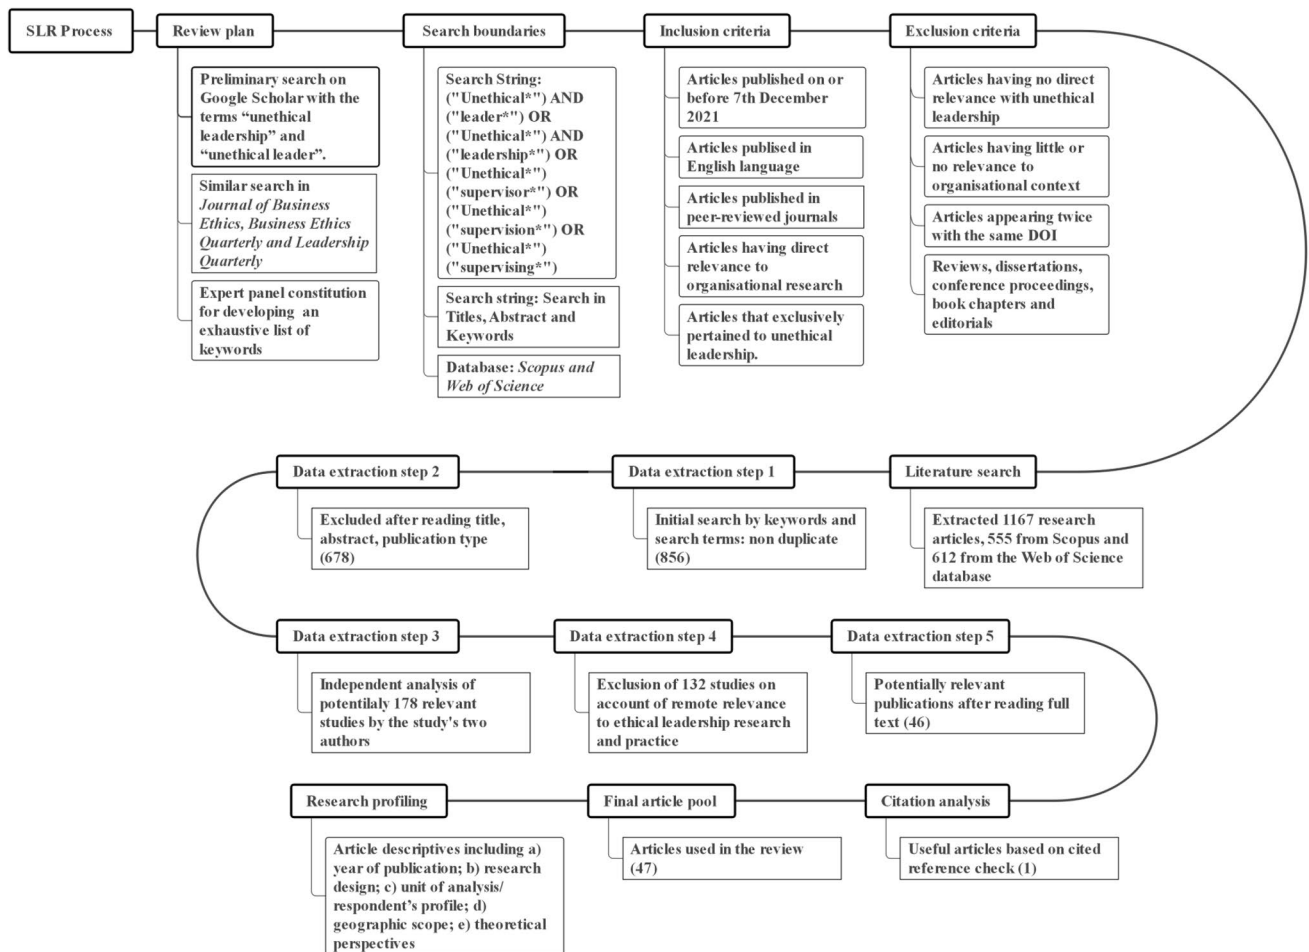 SLR Process
Review plan
Preliminary search on
Google Scholar with the
terms “unethical
leadership” and
“unethical leader”.
Similar search in
Journal of Business
Ethics, Business Ethics
Quarterly and Leadership
Quarterly
Expert panel constitution
for developing an
exhaustive list of
keywords
Search boundaries
Search String:
("Unethical*") AND
("leader*") OR
("Unethical*") AND
("leadership*") OR
("Unethical*")
("supervisor*") OR
("Unethical*")
("supervision*") OR
("Unethical*")
("supervising*")
Search string: Search in
Titles, Abstract and
Keywords
Database: Scopus and
Web of Science
Inclusion criteria
Articles published on or
before 7th December
2021
Articles publised in
English language
Articles published in
peer-reviewed journals
Articles having direct
relevance to
organisational research
Articles that exclusively
pertained to unethical
leadership.
Exclusion criteria
Articles having no direct
relevance with unethical
leadership
Articles having little or
no relevance to
organisational context
Articles appearing twice
with the same DOI
Reviews, dissertations,
conference proceedings,
book chapters and
editorials
Literature search
Extracted 1167 research
articles, 555 from Scopus and
612 from the Web of Science
database
Data extraction step 1
Initial search by keywords and
search terms: non duplicate
(856)
Data extraction step 2
Excluded after reading title,
abstract, publication type
(678)
Data extraction step 3
Independent analysis of
potentilaly 178 relevant
studies by the study's two
authors
Data extraction step 4
Exclusion of 132 studies on
account of remote relevance
to ethical leadership research
and practice
Data extraction step 5
Potentially relevant
publications after reading full
text (46)
Citation analysis
Useful articles based on cited
reference check (1)
Final article pool
Articles used in the review
(47)
Research profiling
Article descriptives including a)
year of publication; b) research
design; c) unit of analysis/
respondent’s profile; d)
geographic scope; e) theoretical
perspectives